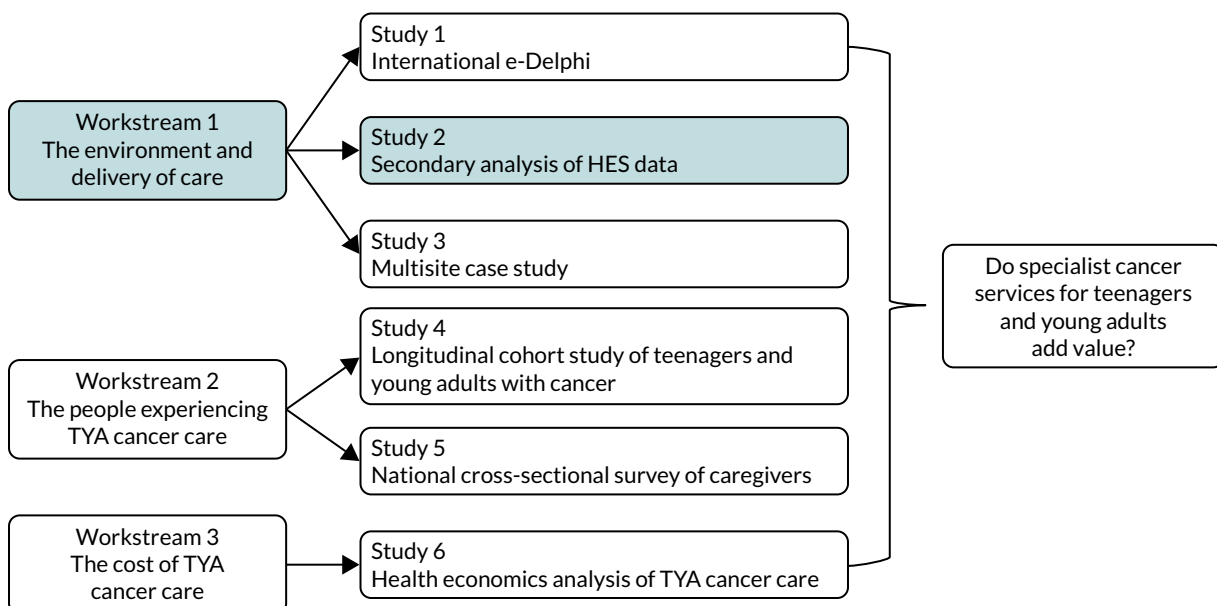 Workstream 1
The environment and
delivery of care
Study 1
International e-Delphi
Study 2
Secondary analysis of HES data
Study 3
Multisite case study
Workstream 2
The people experiencing
TYA cancer care
Study 4
Longitudinal cohort study of teenagers and
young adults with cancer
Study 5
National cross-sectional survey of caregivers
Workstream 3
The cost of TYA
cancer care
Study 6
Health economics analysis of TYA cancer care
Do specialist cancer
services for teenagers
and young adults
add value?